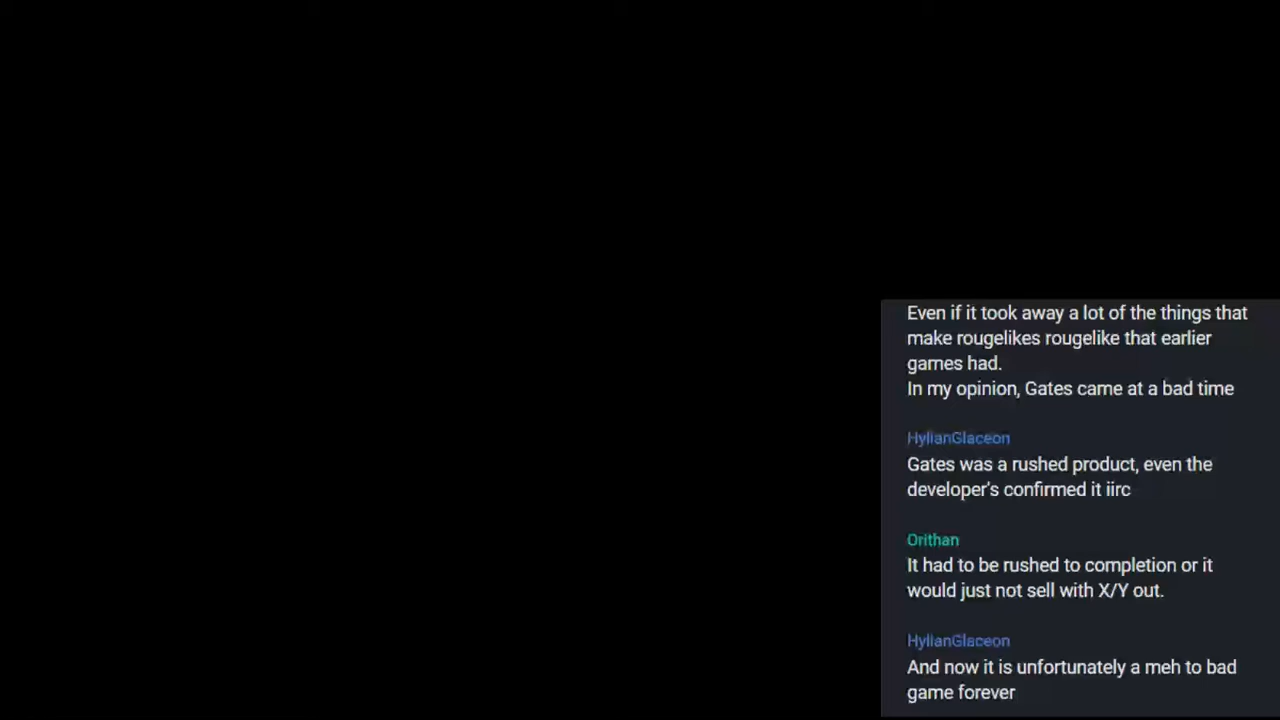 Even if it took away a lot of the things that
make rougelikes rougelike that earlier
games had.
In my opinion, Gates came at a bad time
HylianGlaceon
Gates was a rushed product, even the
developer's confirmed it iirc
Orithan
It had to be rushed to completion or it
would just not sell with X/Y out.
HylianGlaceon
And now it is unfortunately a meh to bad
game forever